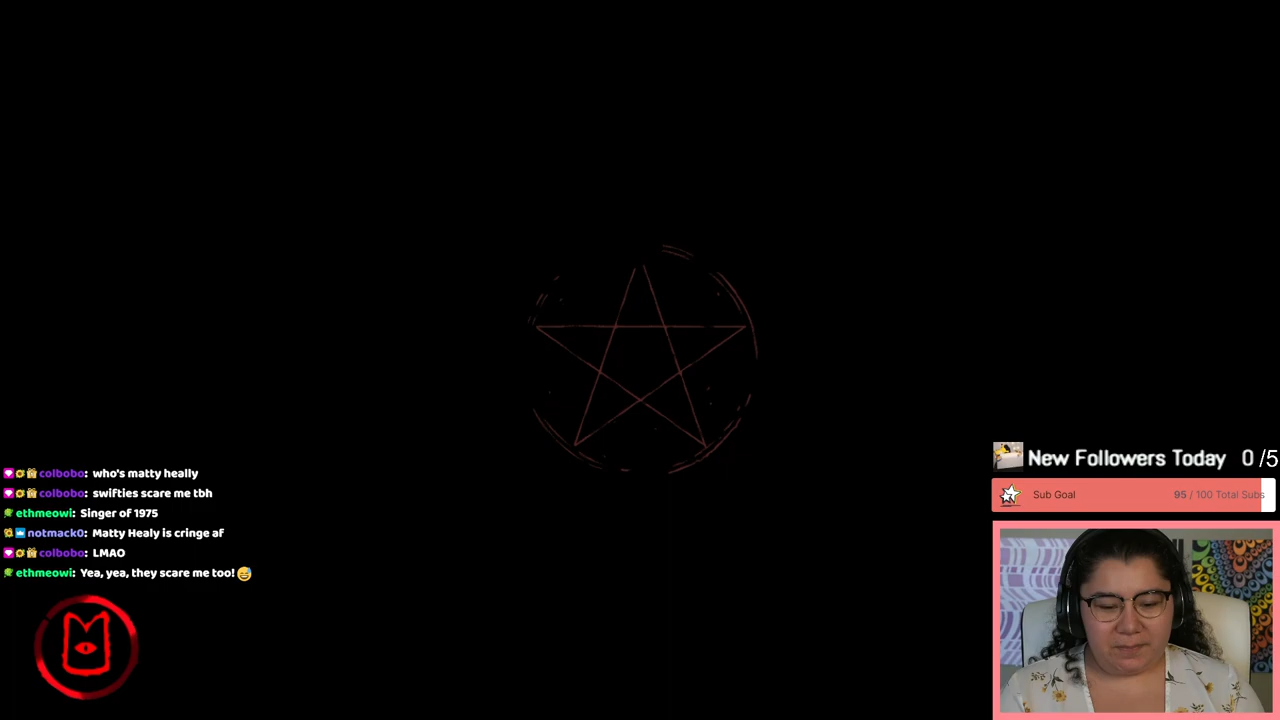 colbobo: who's matty heally
colbobo: swifties scare me tbh
ethmeowi: Singer of 1975
notmack0: Matty Healy is cringe af
colbobo: LMAO
ethmeowi: Yea, yea, they scare me too!
New Followers Today 0 /5
Sub Goal 95 / 100 Total Subs